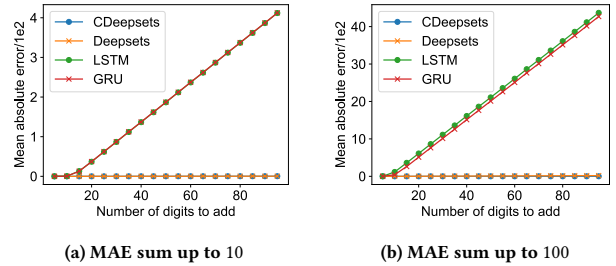 Mean absolute error/1e2
4
3
2
1
0
CDeepsets
Deepsets
LSTM
GRU
20 40 60 80
Number of digits to add
(a) MAE sum up to 10
Mean absolute error/1e2
40
30
20
10
0
CDeepsets
Deepsets
LSTM
GRU
20 40 60 80
Number of digits to add
(b) MAE sum up to 100